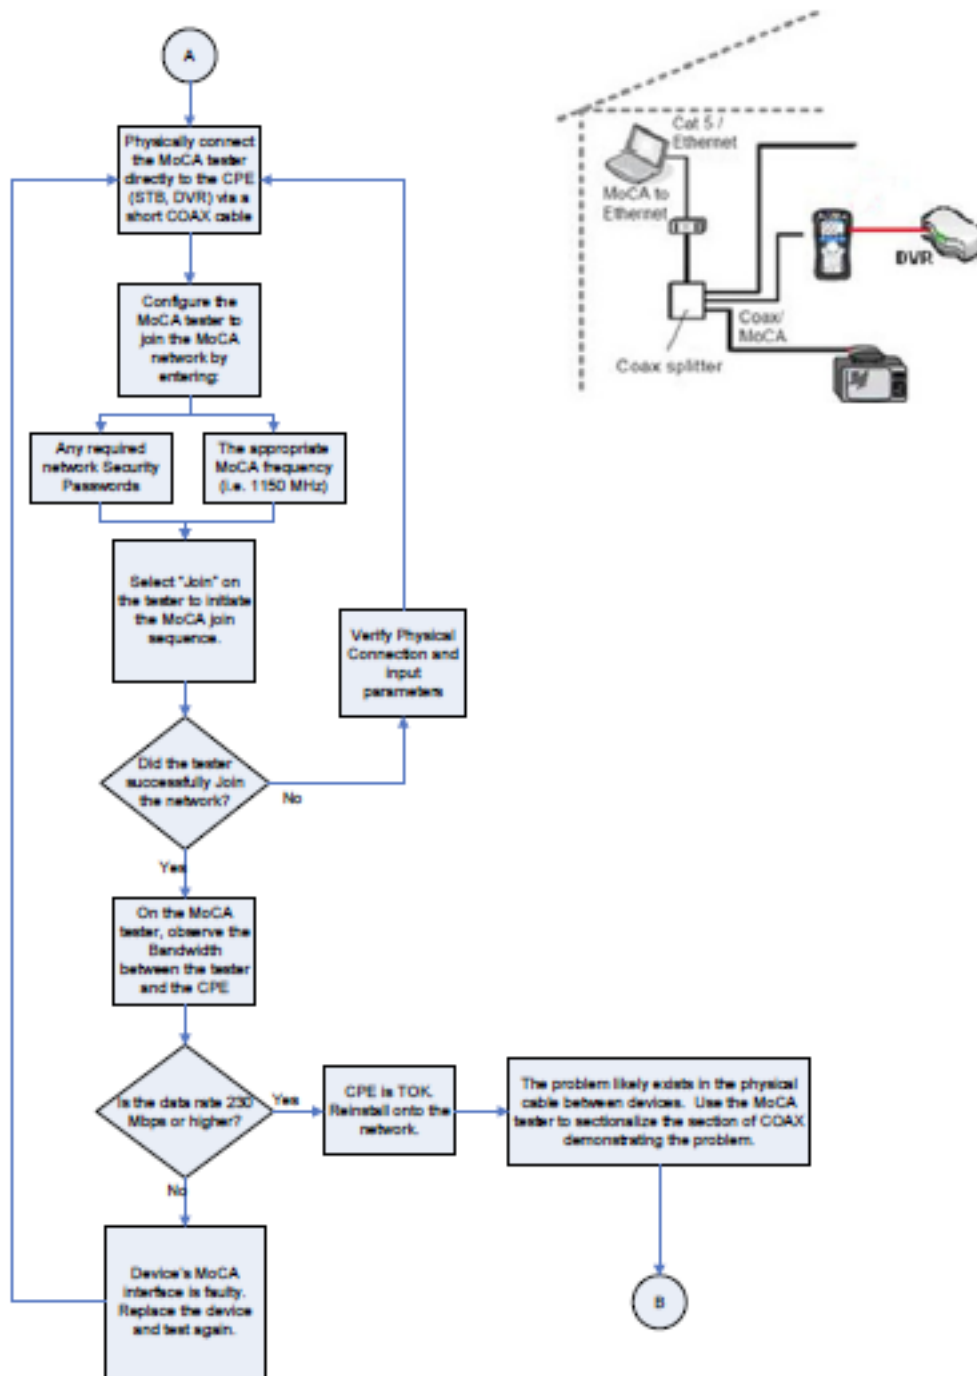 A
Physically connect
the MoCA tester
directly to the CPE
(STB, DVR) via a
short COAX cable
Configure the
MoCA tester to
join the MoCA
network by
entering:
Any required
network Security
Passwords
The appropriate
MoCA frequency
(i.e. 1150 MHz)
Select "Join" on
the tester to initiate
the MoCA join
sequence.
Verify Physical
Connection and
input
parameters
Did the tester
successfully Join
the network?
No
Yes
On the MoCA
tester, observe the
Bandwidth
between the tester
and the CPE
Is the data rate 230
Mbps or higher?
Yes
No
CPE is TOK.
Reinstall onto the
network.
The problem likely exists in the physical
cable between devices. Use the MoCA
tester to sectionalize the section of COAX
demonstrating the problem.
Device's MoCA
interface is faulty.
Replace the device
and test again.
B
Cat 5 /
Ethernet
MoCA to
Ethernet
DVR
Coax/
MoCA
Coax splitter